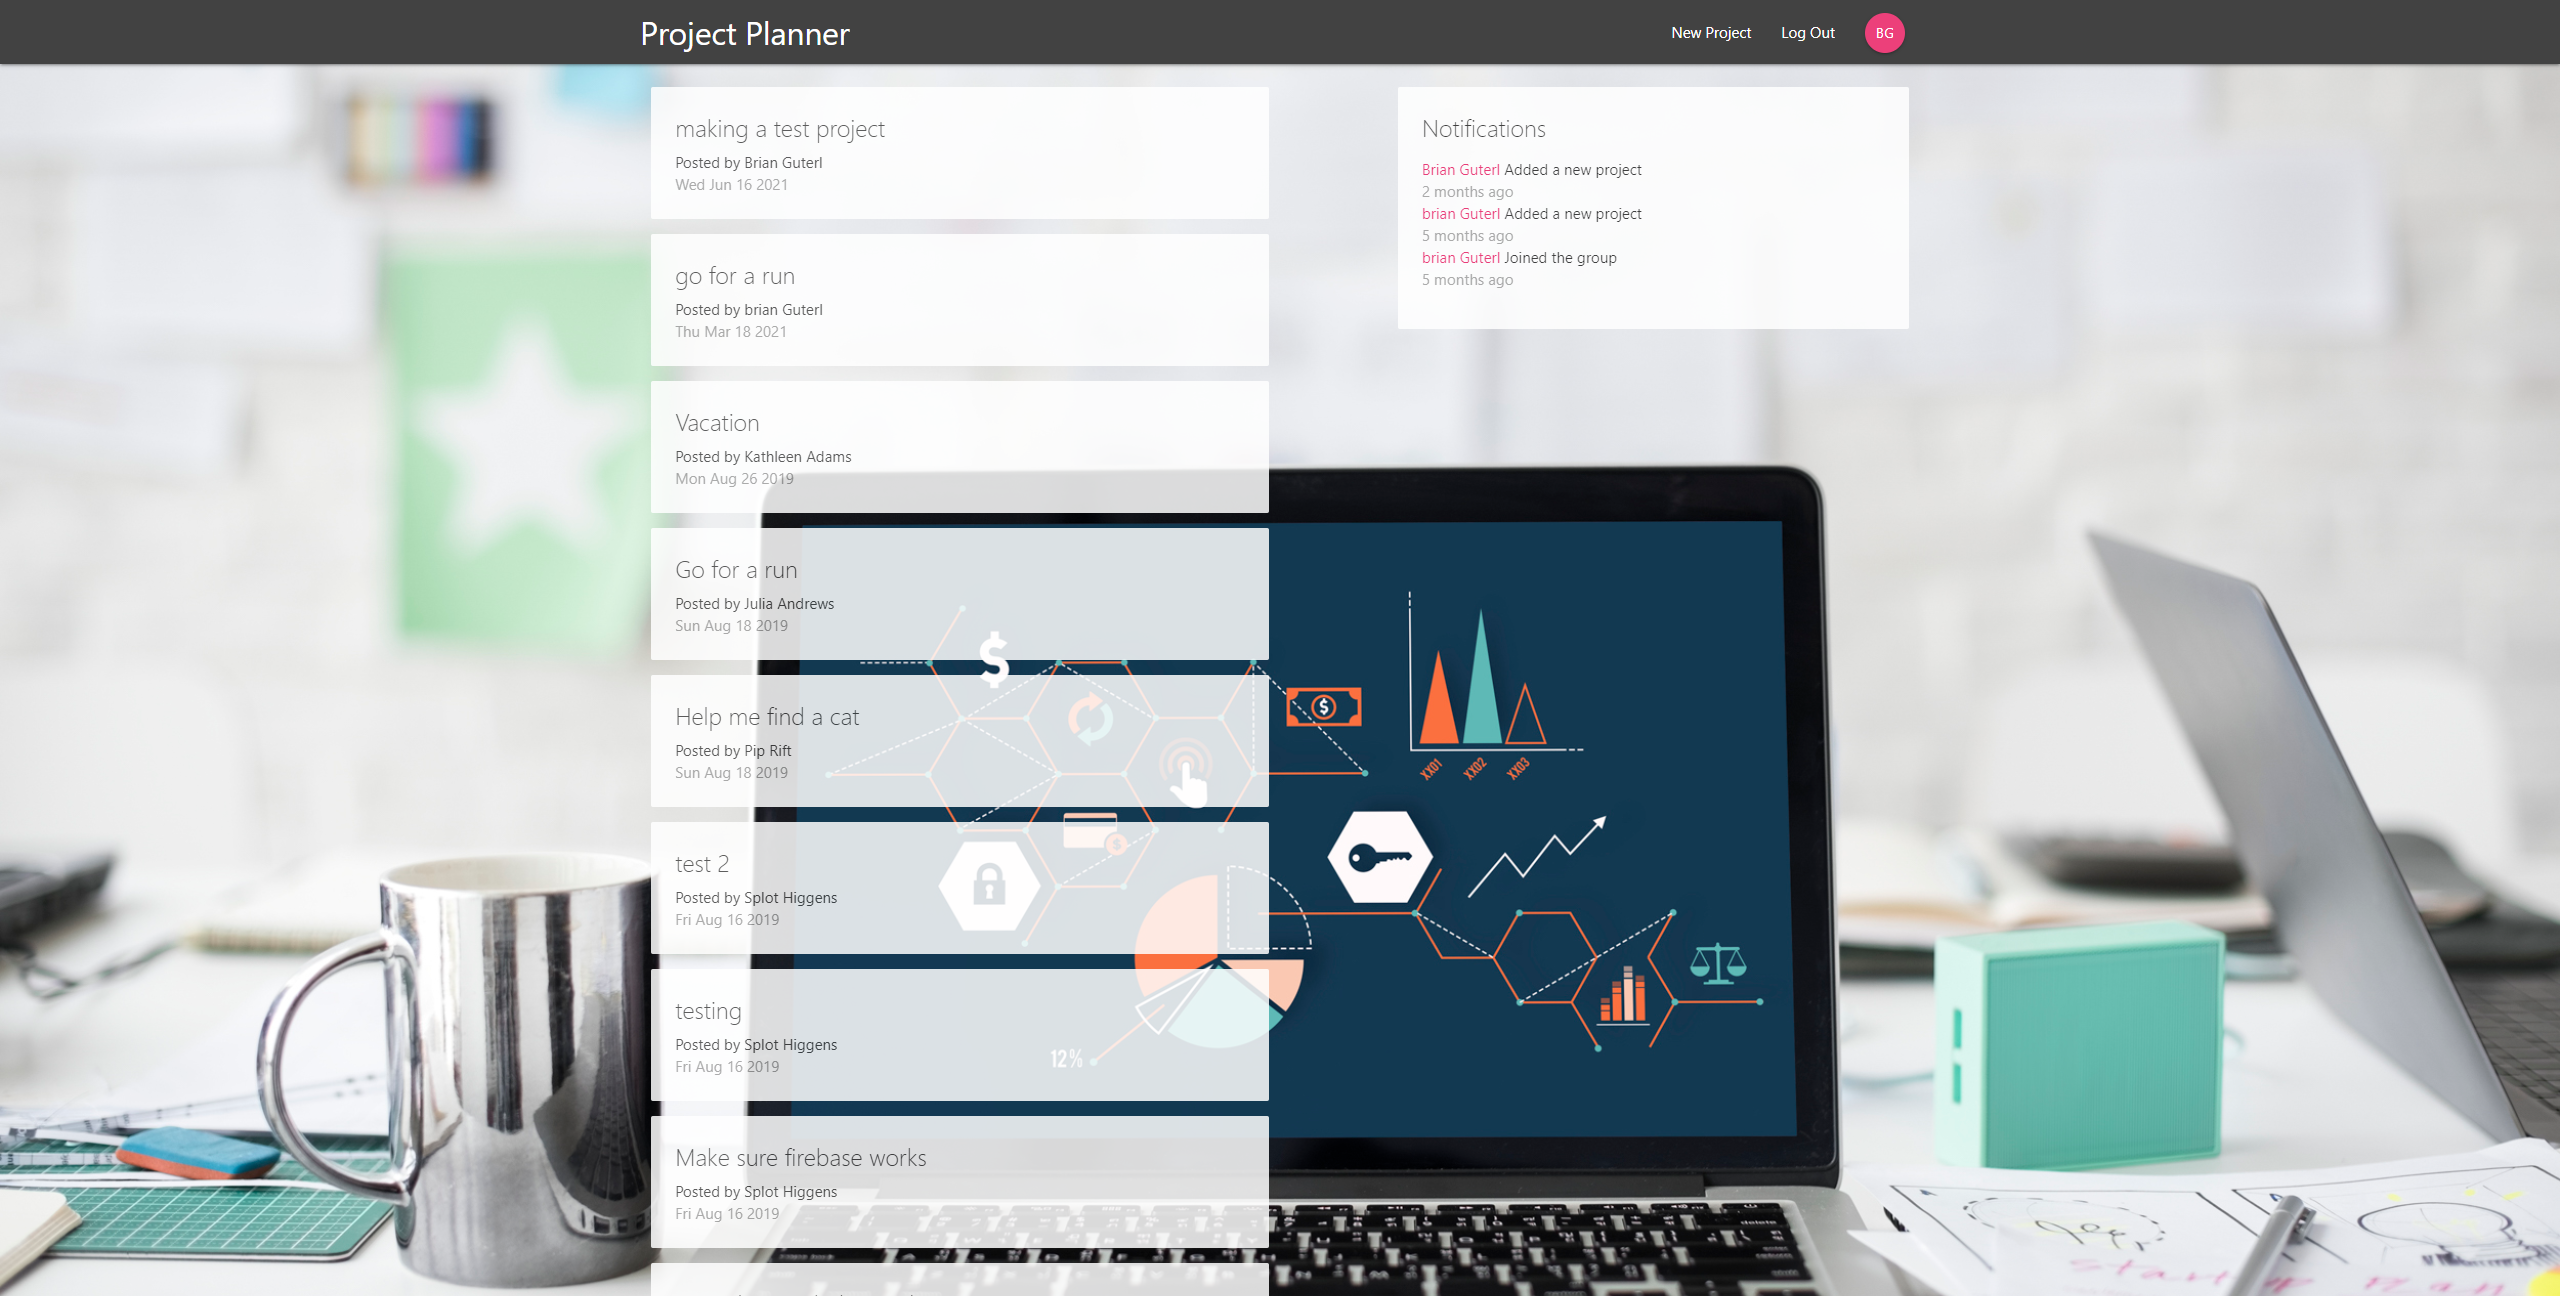 Project Planner
New Project
Log Out
BG
making a test project
Posted by Brian Guterl
Wed Jun 16 2021
go for a run
Posted by brian Guterl
Thu Mar 18 2021
Vacation
Posted by Kathleen Adams
Mon Aug 26 2019
Go for a run
Posted by Julia Andrews
Sun Aug 18 2019
Help me find a cat
Posted by Pip Rift
Sun Aug 18 2019
test 2
Posted by Splot Higgens
Fri Aug 16 2019
testing
Posted by Splot Higgens
Fri Aug 16 2019
Make sure firebase works
Posted by Splot Higgens
Fri Aug 16 2019
Notifications
Brian Guterl Added a new project
2 months ago
brian Guterl Added a new project
5 months ago
brian Guterl Joined the group
5 months ago
$
$
XX01
XX02
XX03
$
12%
delete